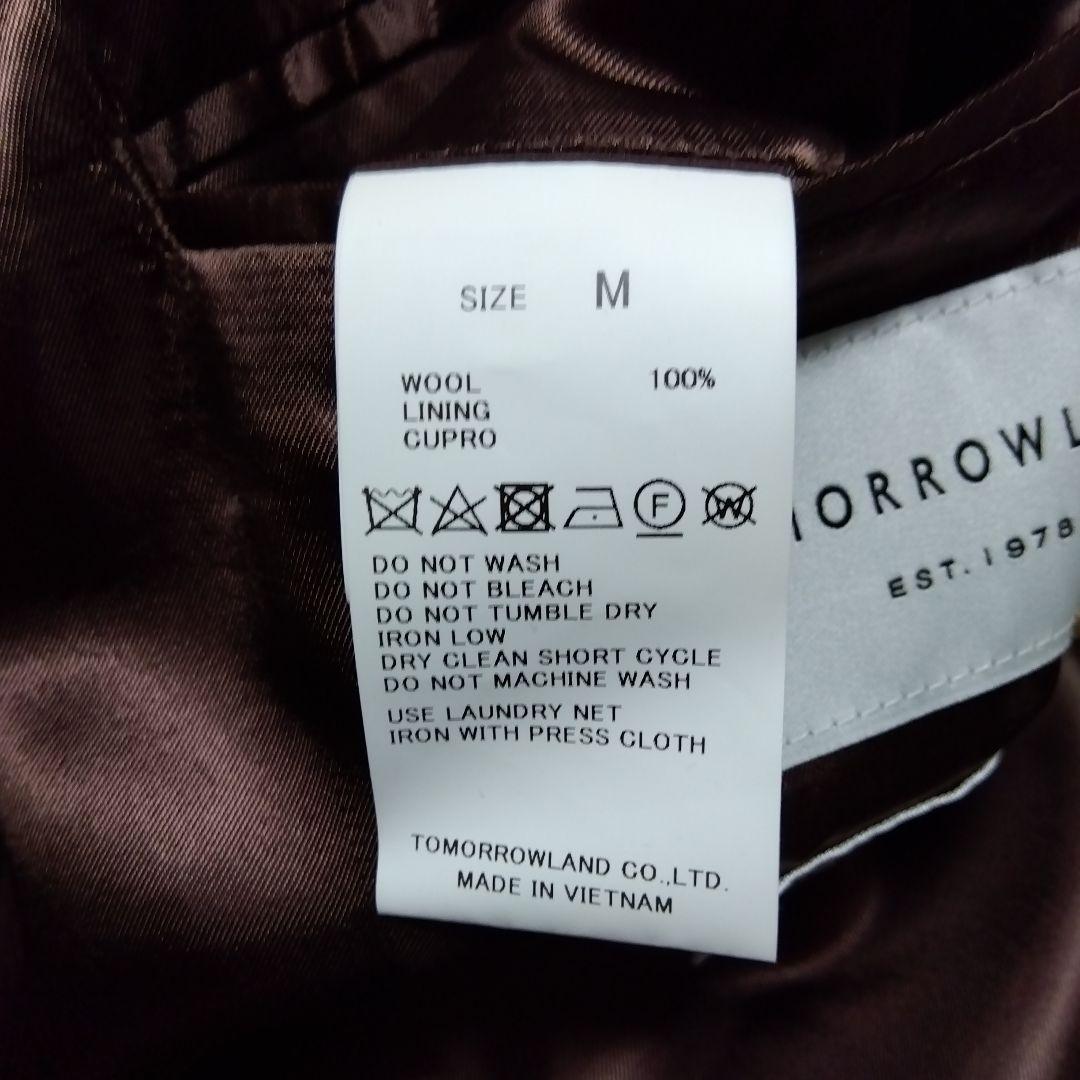 SIZE M
WOOL 100%
LINING
CUPRO
F W
DO NOT WASH
DO NOT BLEACH
DO NOT TUMBLE DRY
IRON LOW
DRY CLEAN SHORT CYCLE
DO NOT MACHINE WASH
USE LAUNDRY NET
IRON WITH PRESS CLOTH
TOMORROWLAND CO.,LTD.
MADE IN VIETNAM
MORROWL
EST. 1978